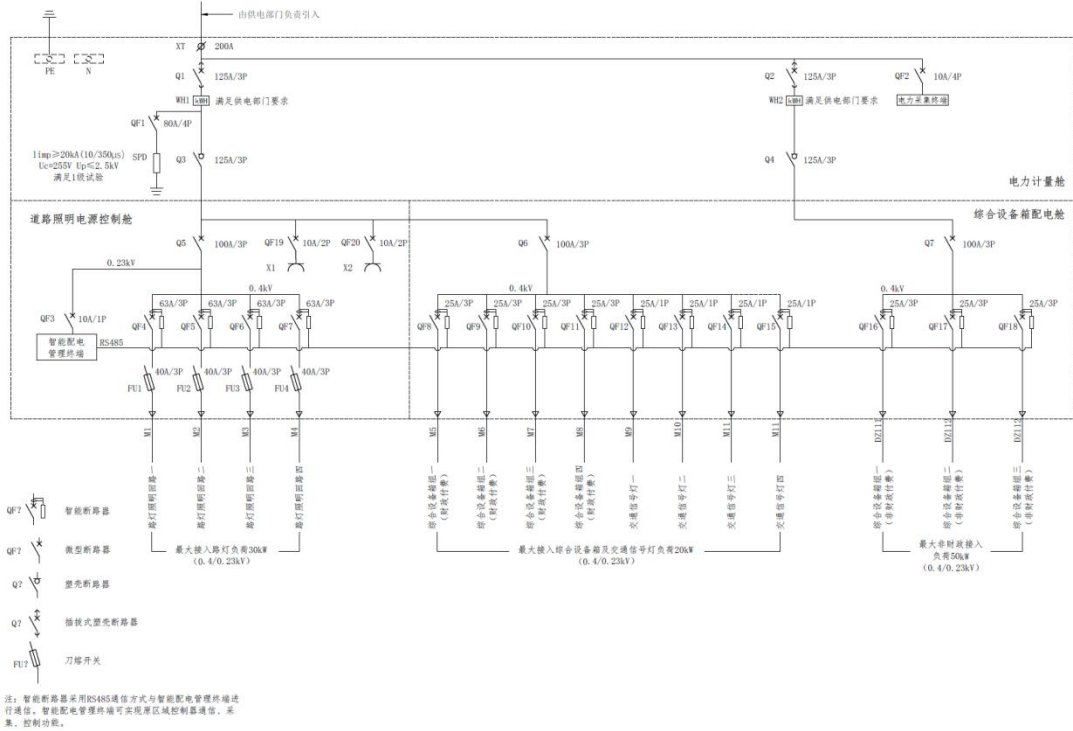 由供电部门负责引入
XT 200A
S S
PE N
Q1 125A/3P
Q2 125A/3P
QF2 10A/4P
WH1 kWH 满足供电部门要求
WH2 kWH 满足供电部门要求
电力采集终端
QF1 80A/4P
Iimp≥20kA(10/350μs)
Uc=255V Up≤2.5kV
满足I级试验
SPD
Q3 125A/3P
Q4 125A/3P
电力计量舱
道路照明电源控制舱
综合设备箱配电舱
Q5 100A/3P
QF19 10A/2P
QF20 10A/2P
Q6 100A/3P
Q7 100A/3P
X1 X2
0.23kV
0.4kV 0.4kV 0.4kV
63A/3P 63A/3P 63A/3P 63A/3P
25A/3P 25A/3P 25A/3P 25A/3P 25A/1P 25A/1P 25A/1P 25A/1P
25A/3P 25A/3P 25A/3P
QF3 10A/1P
QF4 QF5 QF6 QF7
QF8 QF9 QF10 QF11 QF12 QF13 QF14 QF15
QF16 QF17 QF18
智能配电
管理终端
RS485
40A/3P 40A/3P 40A/3P 40A/3P
FU1 FU2 FU3 FU4
M1 M2 M3 M4
M5 M6 M7 M8 M9 M10 M11 M11
DZ111 DZ112 DZ112
路灯照明回路一
路灯照明回路二
路灯照明回路三
路灯照明回路四
综合设备箱组一
(财政付费)
综合设备箱组二
(财政付费)
综合设备箱组三
(财政付费)
综合设备箱组四
(财政付费)
交通信号灯一
交通信号灯二
交通信号灯三
交通信号灯四
综合设备箱组一
(非财政付费)
综合设备箱组二
(非财政付费)
综合设备箱组三
(非财政付费)
最大接入路灯负荷30kW
(0.4/0.23kV)
最大接入综合设备箱及交通信号灯负荷20kW
(0.4/0.23kV)
最大非财政接入
负荷50kW
(0.4/0.23kV)
QF? 智能断路器
QF? 微型断路器
Q? 塑壳断路器
Q? 插拔式塑壳断路器
FU? 刀熔开关
注：智能断路器采用RS485通信方式与智能配电管理终端进
行通信。智能配电管理终端可实现原区域控制器通信、采
集、控制功能。